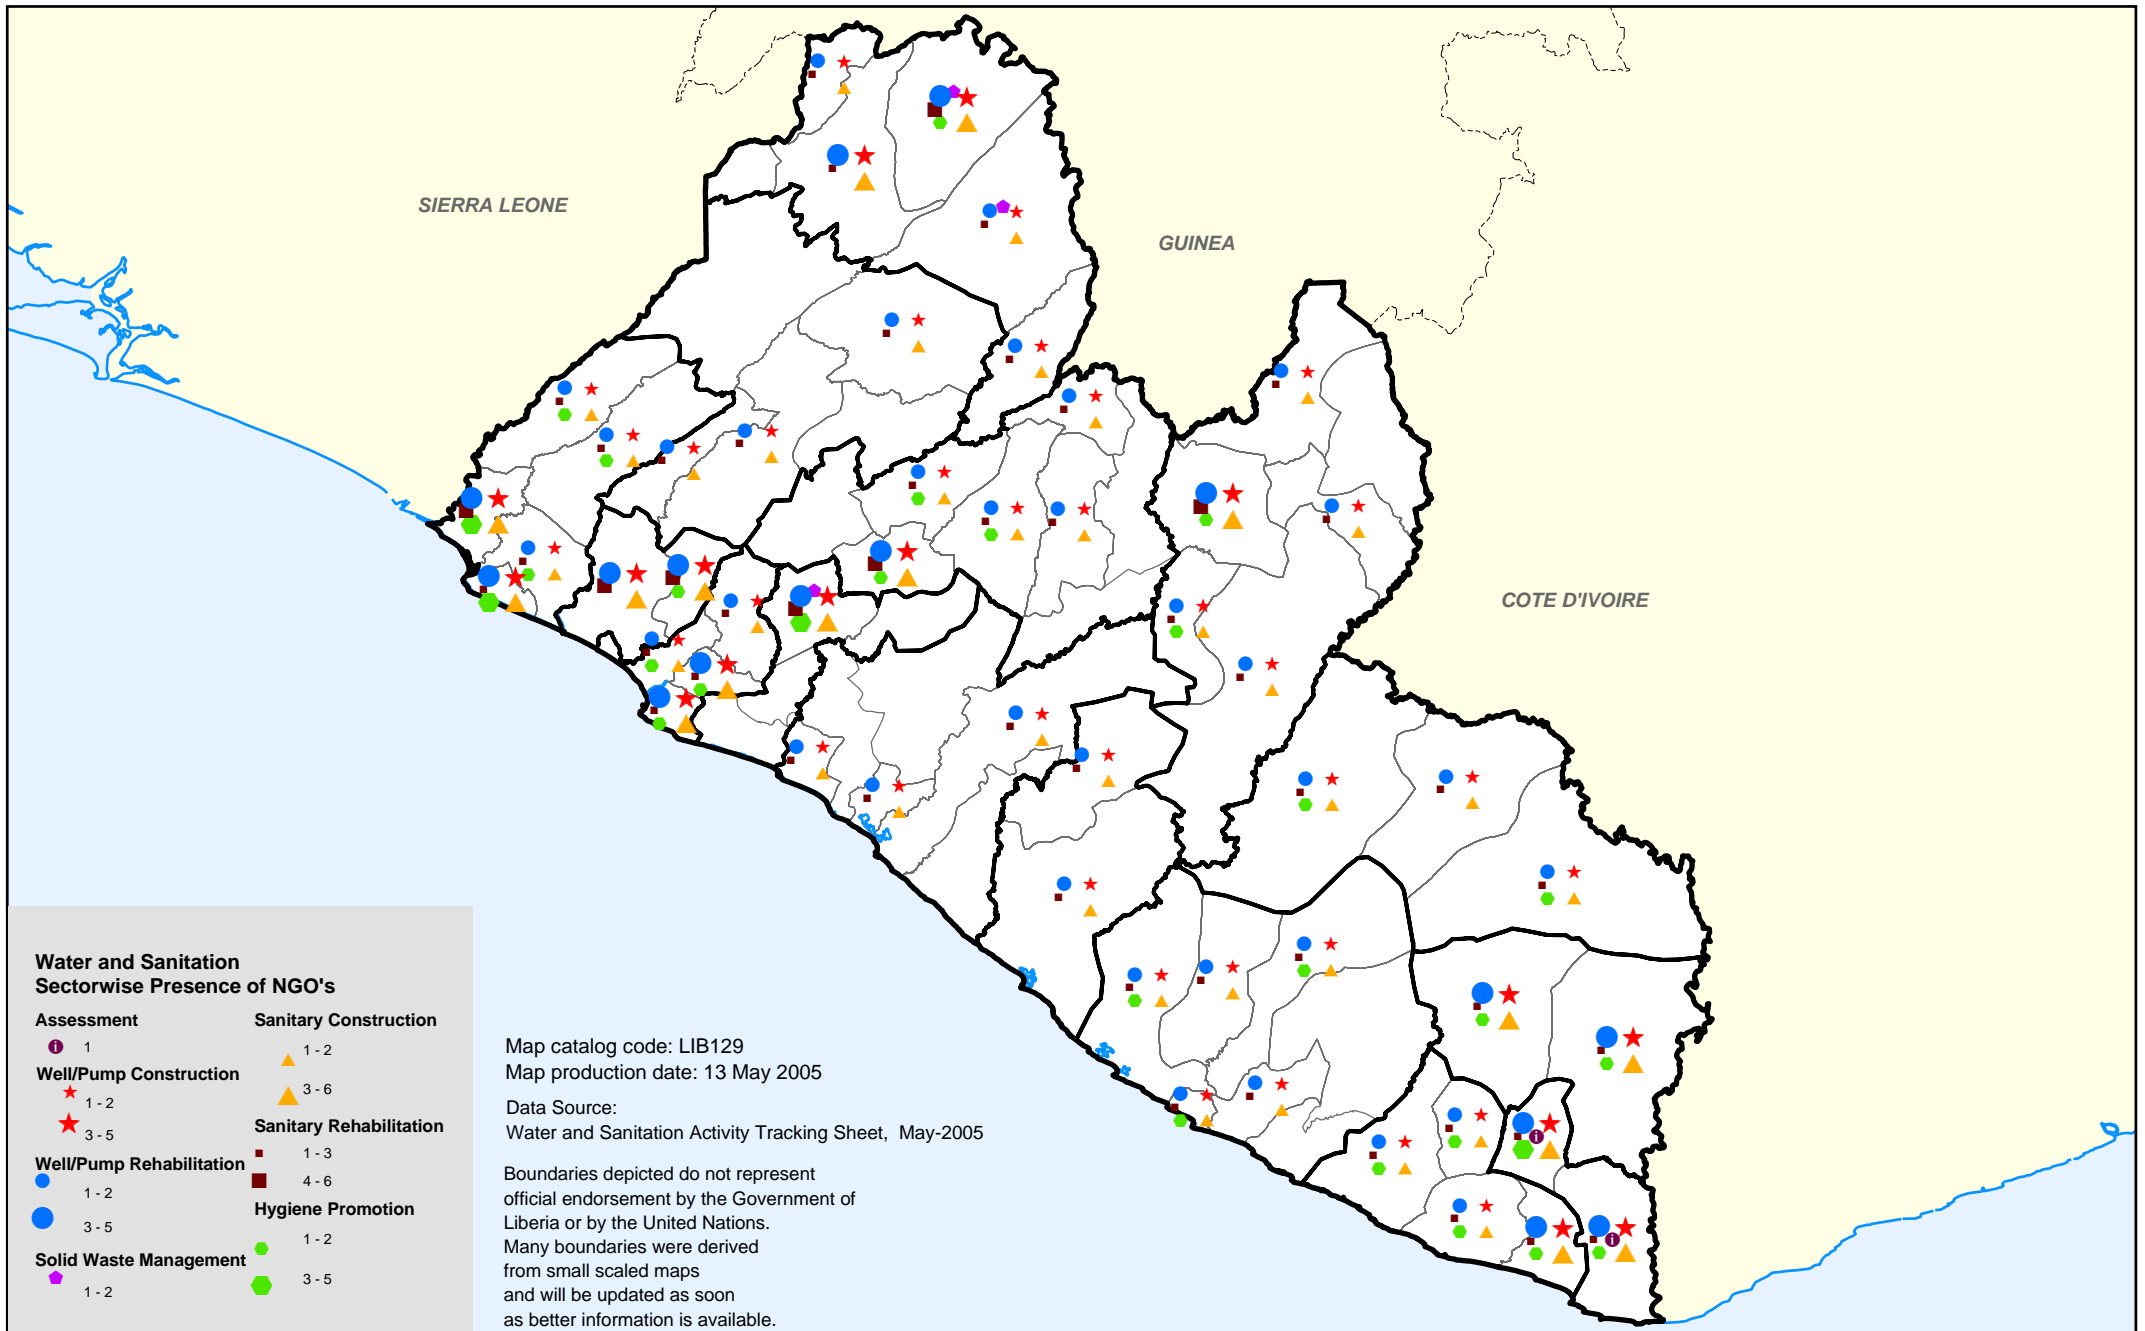 SIERRA LEONE
GUINEA
COTE D'IVOIRE
Water and Sanitation
Sectorwise Presence of NGO's
Assessment
i 1
Well/Pump Construction
1 - 2
3 - 5
Well/Pump Rehabilitation
1 - 2
3 - 5
Solid Waste Management
1 - 2
Sanitary Construction
1 - 2
3 - 6
Sanitary Rehabilitation
1 - 3
4 - 6
Hygiene Promotion
1 - 2
3 - 5
Map catalog code: LIB129
Map production date: 13 May 2005
Data Source:
Water and Sanitation Activity Tracking Sheet, May-2005
Boundaries depicted do not represent
official endorsement by the Government of
Liberia or by the United Nations.
Many boundaries were derived
from small scaled maps
and will be updated as soon
as better information is available.
i
i